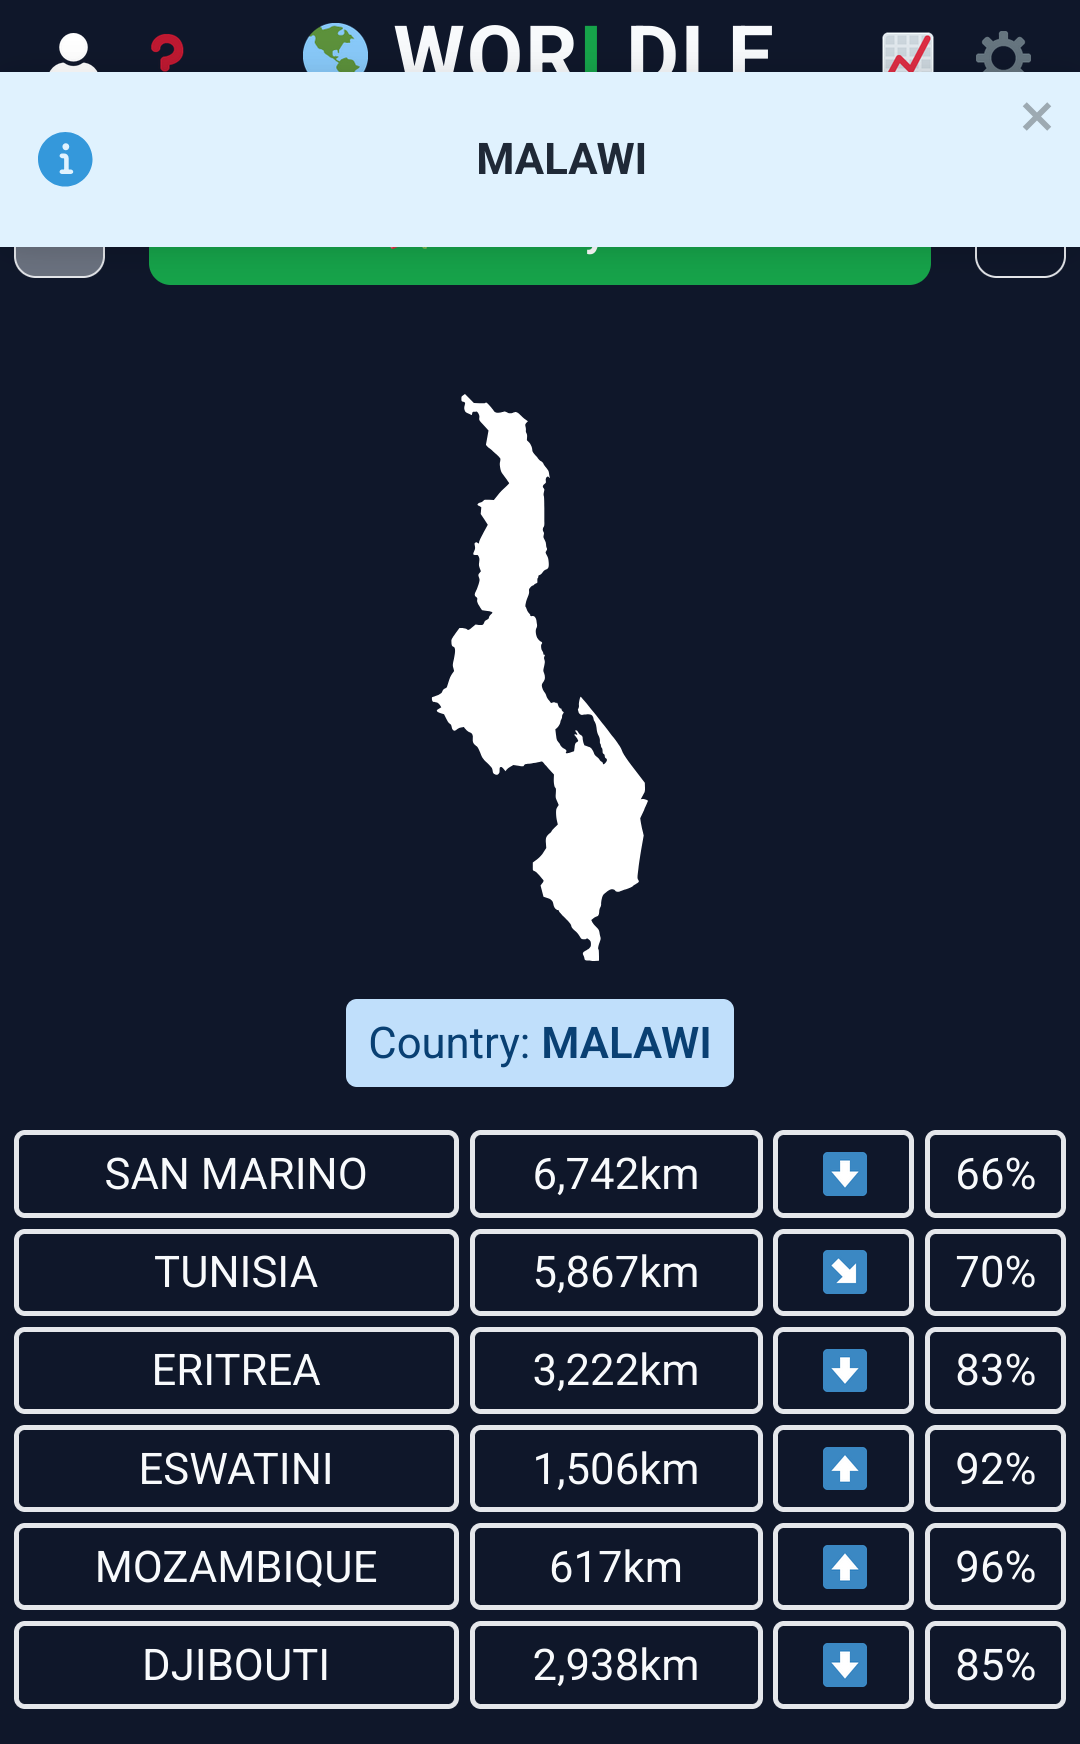 WORLDLE
MALAWI
Country: MALAWI
SAN MARINO 6,742km 66%
TUNISIA 5,867km 70%
ERITREA 3,222km 83%
ESWATINI 1,506km 92%
MOZAMBIQUE 617km 96%
DJIBOUTI 2,938km 85%